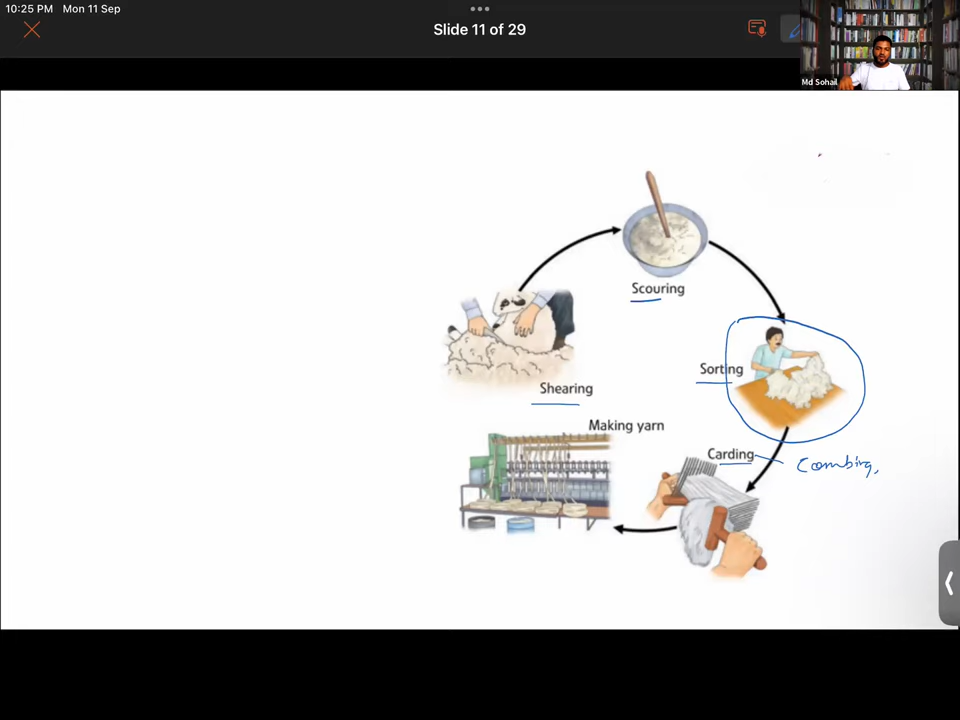 10:25 PM Mon 11 Sep
Slide 11 of 29
Md Sohail
Scouring
Sorting
Shearing
Making yarn
Carding
Combing,